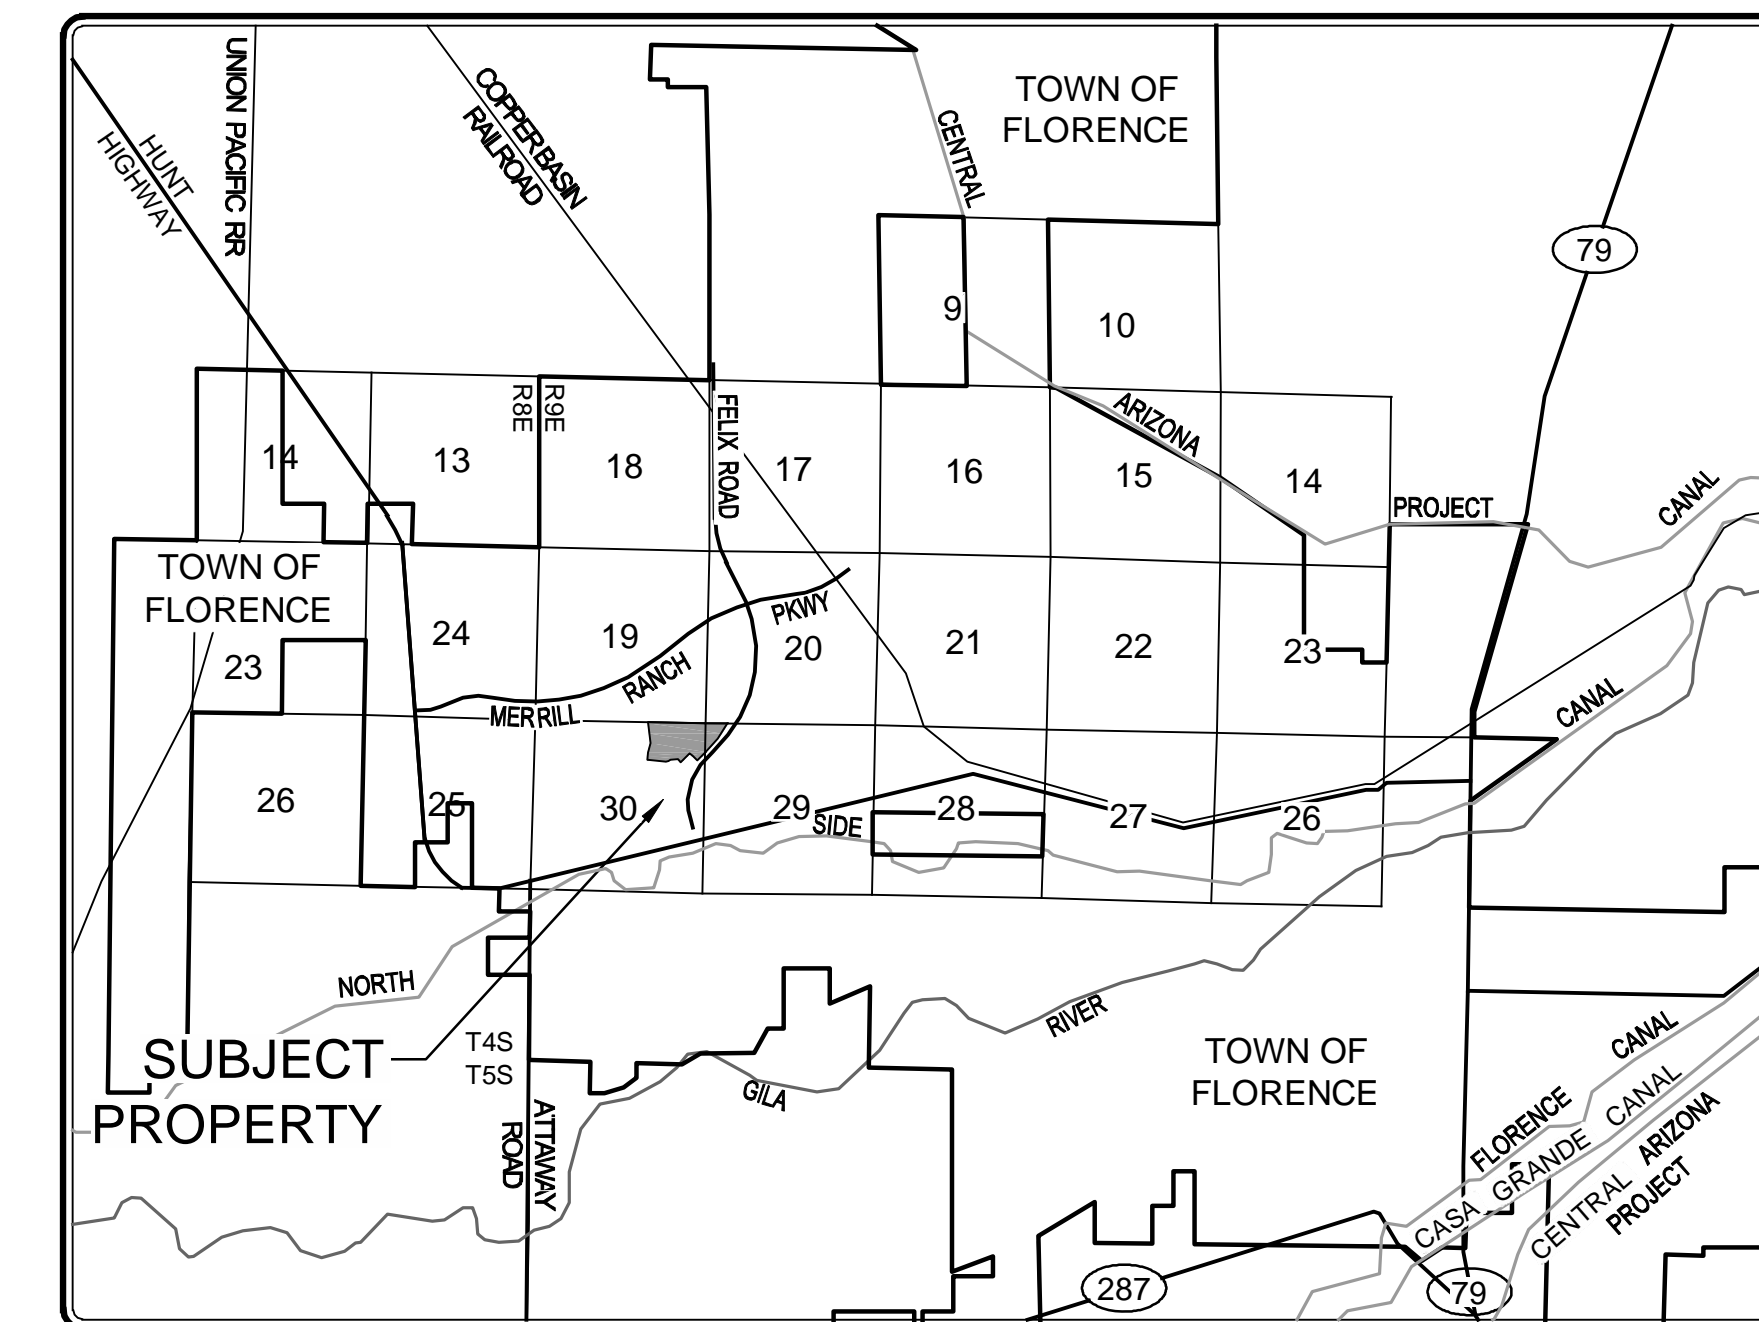 UNION PACIFIC RR
HUNT
HIGHWAY
COPPER BASIN
RAILROAD
CENTRAL
TOWN OF
FLORENCE
79
9
10
R8E
R9E
FELIX ROAD
ARIZONA
14
13
18
17
16
15
14
PROJECT
CANAL
TOWN OF
FLORENCE
23
24
19
20
21
22
23
MERRILL
RANCH
PKWY
CANAL
26
25
30
29
28
27
26
SIDE
NORTH
SUBJECT
PROPERTY
T4S
T5S
ATTAWAY
ROAD
GILA
RIVER
TOWN OF
FLORENCE
FLORENCE
CANAL
CASA GRANDE CANAL
CENTRAL ARIZONA
PROJECT
287
79